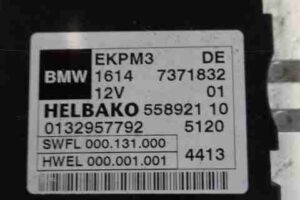 EKPM3 DE
BMW 1614 7371832
12V 01
HELBAKO 558921 10
0132957792 5120
SWFL 000.131.000
HWEL 000.001.001 4413